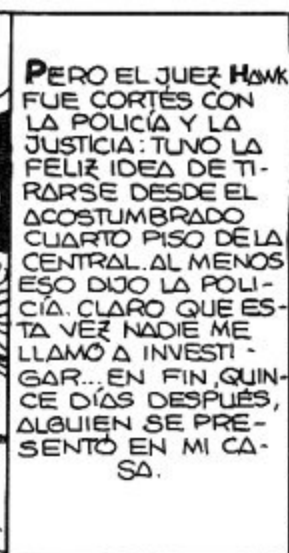 PERO EL JUEZ HAWK
FUE CORTÉS CON
LA POLICÍA Y LA
JUSTICIA: TUVO LA
FELIZ IDEA DE TI-
RARSE DESDE EL
ACOSTUMBRADO
CUARTO PISO DE LA
CENTRAL. AL MENOS
ESO DIJO LA POLI-
CÍA. CLARO QUE ES-
TA VEZ NADIE ME
LLAMÓ A INVESTI-
GAR... EN FIN, QUIN-
CE DÍAS DESPUÉS,
ALGUIEN SE PRE-
SENTÓ EN MI CA-
SA.